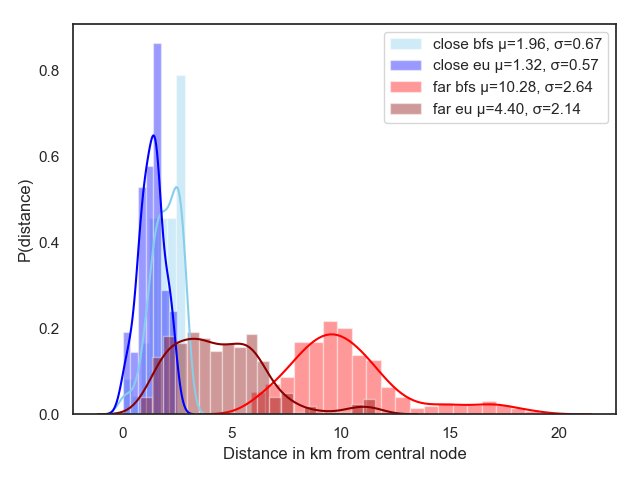 close bfs μ=1.96, σ=0.67
close eu μ=1.32, σ=0.57
far bfs μ=10.28, σ=2.64
far eu μ=4.40, σ=2.14
P(distance)
0.8
0.6
0.4
0.2
0.0
0 5 10 15 20
Distance in km from central node